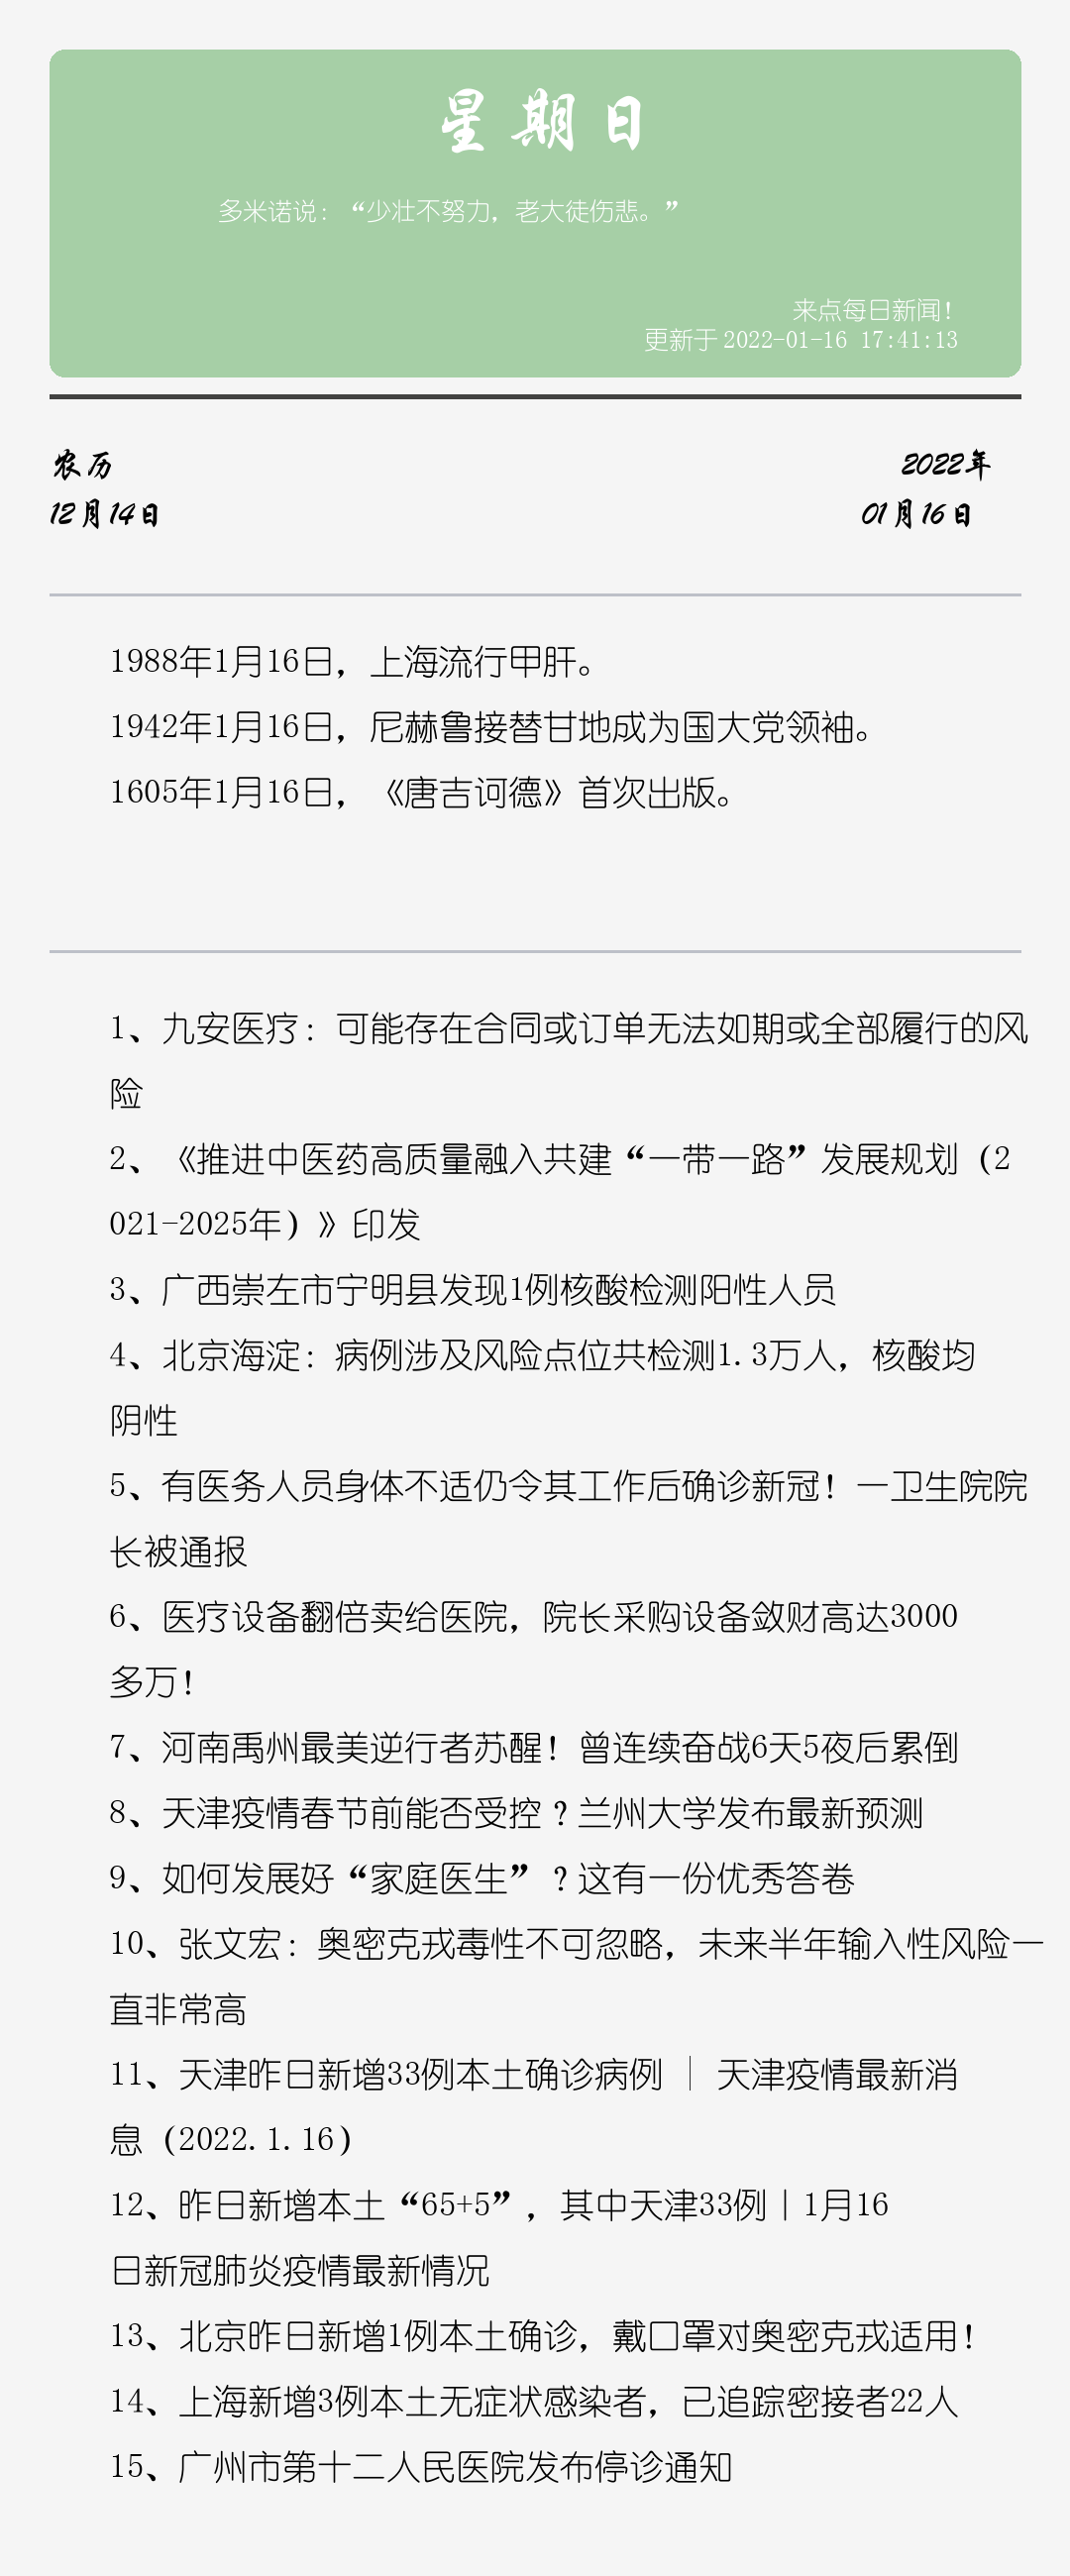 星期日
多米诺说：“少壮不努力，老大徒伤悲。”
来点每日新闻！
更新于 2022-01-16 17:41:13
农历
2022年
12月14日
01月16日
1988年1月16日，上海流行甲肝。
1942年1月16日，尼赫鲁接替甘地成为国大党领袖。
1605年1月16日，《唐吉诃德》首次出版。
1、九安医疗：可能存在合同或订单无法如期或全部履行的风
险
2、《推进中医药高质量融入共建“一带一路”发展规划（2
021-2025年）》印发
3、广西崇左市宁明县发现1例核酸检测阳性人员
4、北京海淀：病例涉及风险点位共检测1.3万人，核酸均
阴性
5、有医务人员身体不适仍令其工作后确诊新冠！一卫生院院
长被通报
6、医疗设备翻倍卖给医院，院长采购设备敛财高达3000
多万！
7、河南禹州最美逆行者苏醒！曾连续奋战6天5夜后累倒
8、天津疫情春节前能否受控？兰州大学发布最新预测
9、如何发展好“家庭医生”？这有一份优秀答卷
10、张文宏：奥密克戎毒性不可忽略，未来半年输入性风险一
直非常高
11、天津昨日新增33例本土确诊病例 │ 天津疫情最新消
息（2022.1.16）
12、昨日新增本土“65+5”，其中天津33例｜1月16
日新冠肺炎疫情最新情况
13、北京昨日新增1例本土确诊，戴口罩对奥密克戎适用！
14、上海新增3例本土无症状感染者，已追踪密接者22人
15、广州市第十二人民医院发布停诊通知